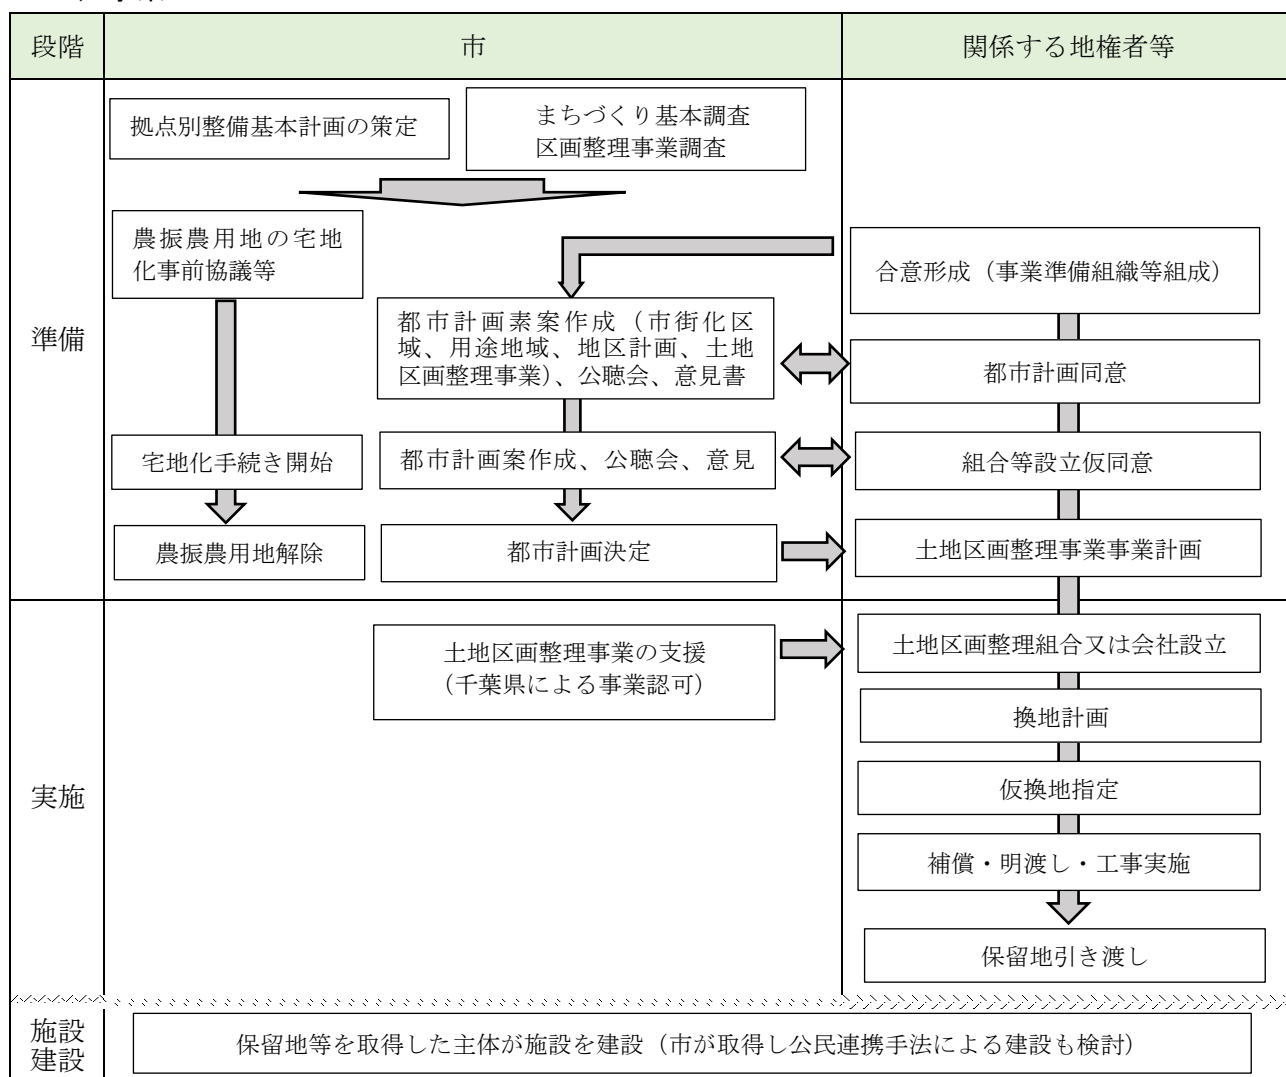 段階
市
関係する地権者等
準備
拠点別整備基本計画の策定
まちづくり基本調査
区画整理事業調査
農振農用地の宅地
化事前協議等
合意形成（事業準備組織等組成）
都市計画素案作成（市街化区
域、用途地域、地区計画、土地
区画整理事業）、公聴会、意見書
都市計画同意
宅地化手続き開始
都市計画案作成、公聴会、意見
組合等設立仮同意
農振農用地解除
都市計画決定
土地区画整理事業事業計画
実施
土地区画整理事業の支援
（千葉県による事業認可）
土地区画整理組合又は会社設立
換地計画
仮換地指定
補償・明渡し・工事実施
保留地引き渡し
施設
建設
保留地等を取得した主体が施設を建設（市が取得し公民連携手法による建設も検討）